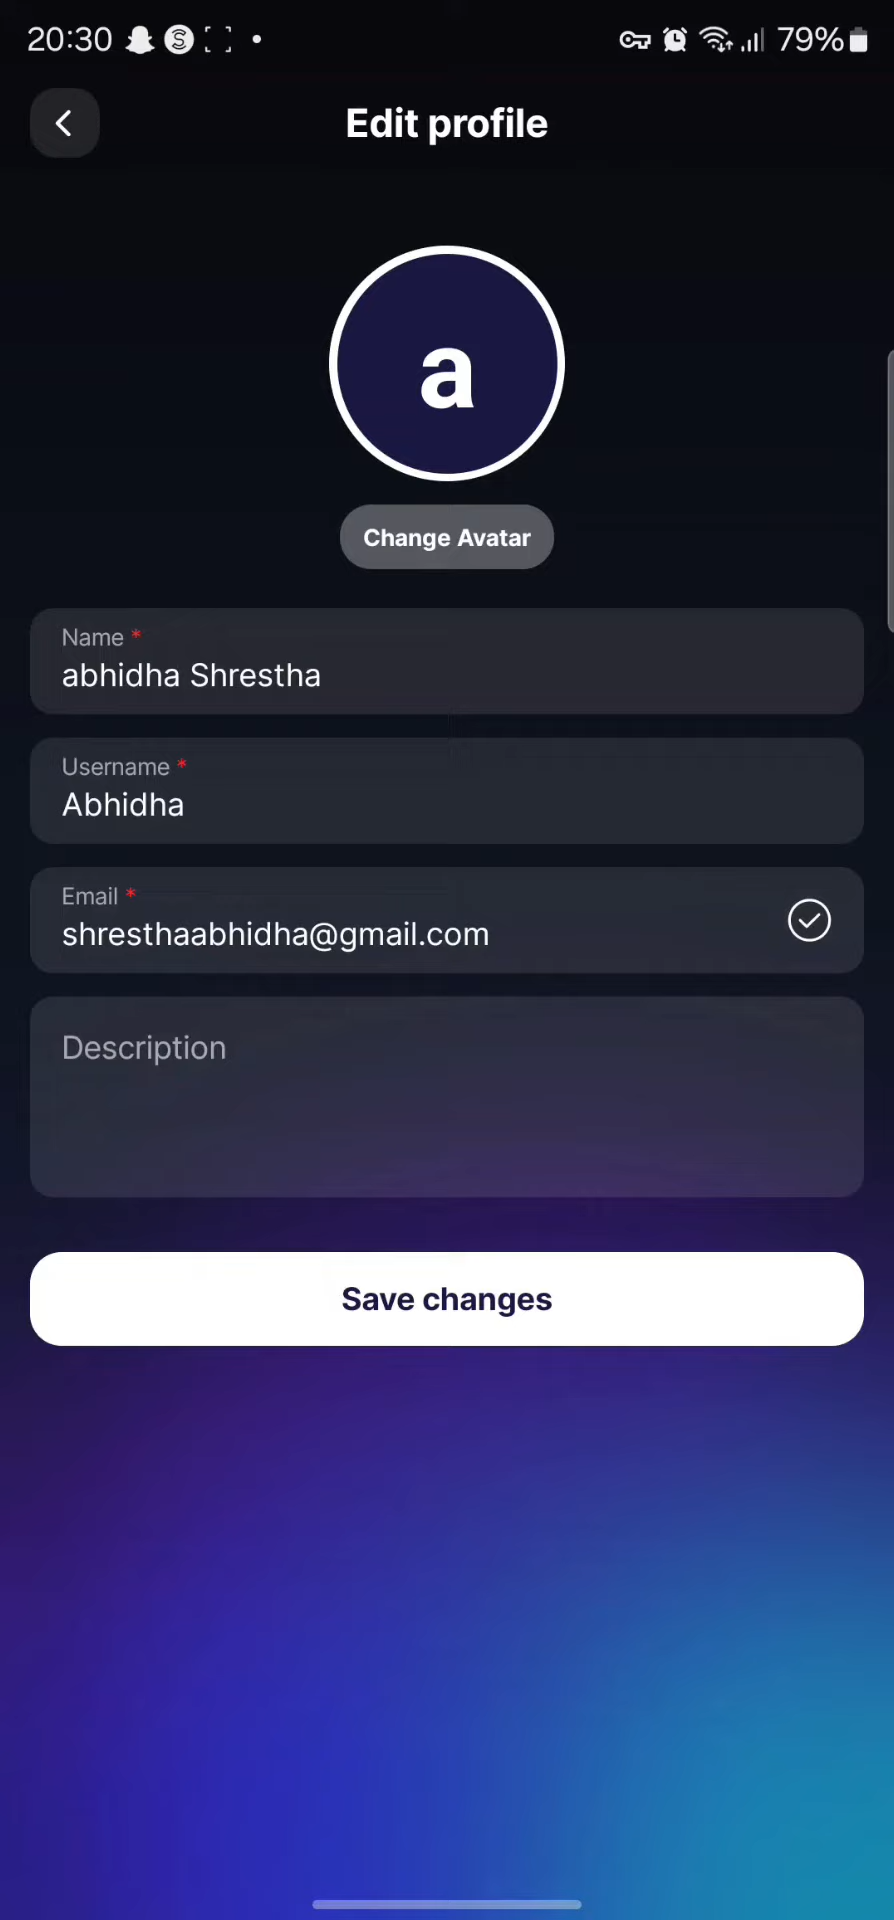 20:30 79%
Edit profile
a
Change Avatar
Name *
abhidha Shrestha
Username *
Abhidha
Email *
shresthaabhidha@gmail.com
Description
Save changes